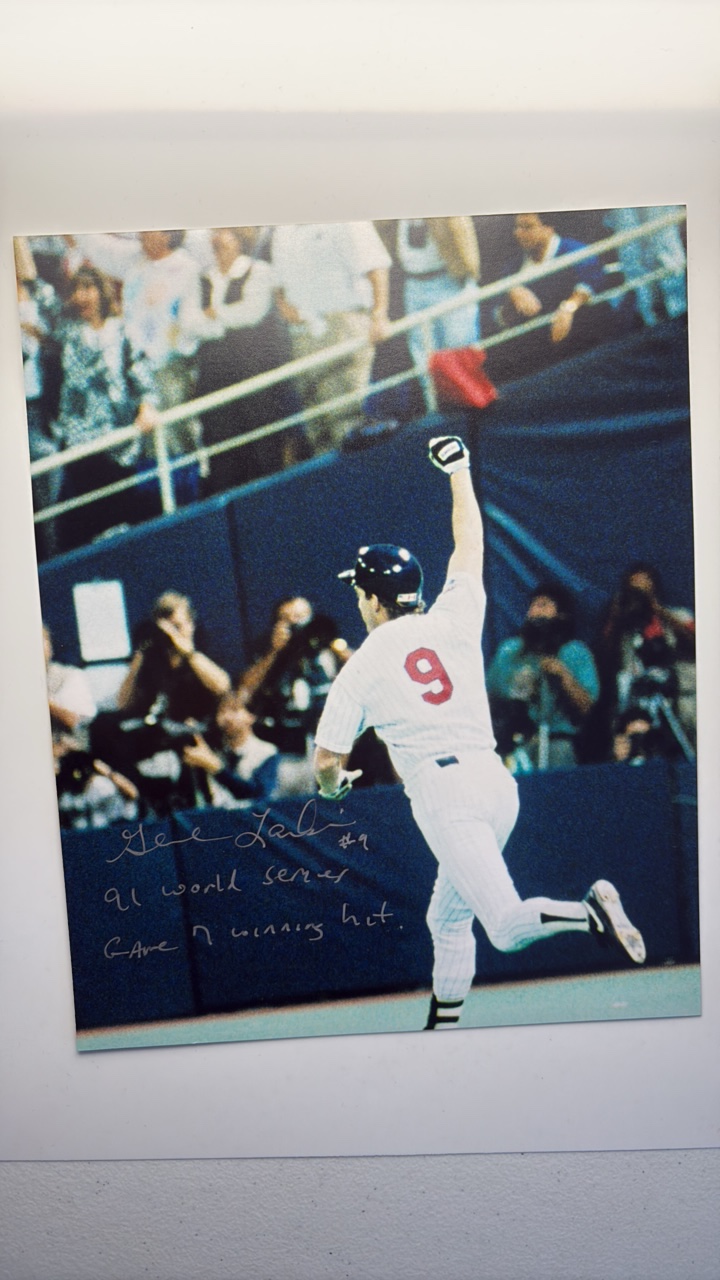 9
Gene Larkin
#9
91 world series
Game 7 winning hit.